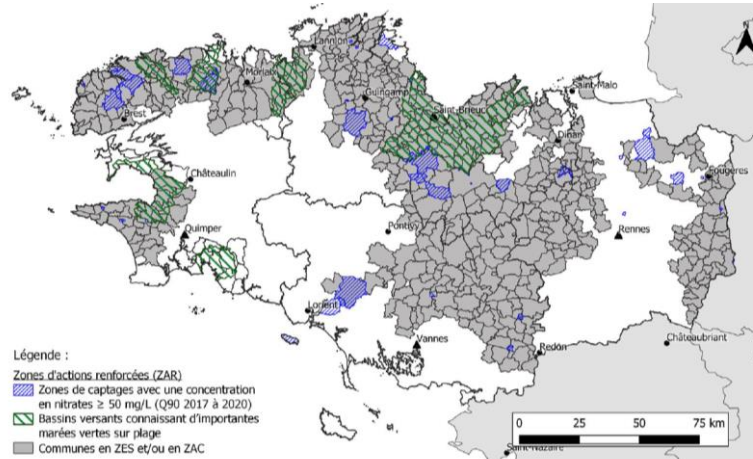 Lannion
Saint-Malo
Morlaix
Guingamp
Saint-Brieuc
Brest
Dinan
Fougères
Châteaulin
Quimper
Pontivy
Rennes
Lorient
Vannes
Redon
Châteaubriant
Saint-Nazaire
Légende :
Zones d'actions renforcées (ZAR)
Zones de captages avec une concentration
en nitrates ≥ 50 mg/L (Q90 2017 à 2020)
Bassins versants connaissant d'importantes
marées vertes sur plage
Communes en ZES et/ou en ZAC
0 25 50 75 km